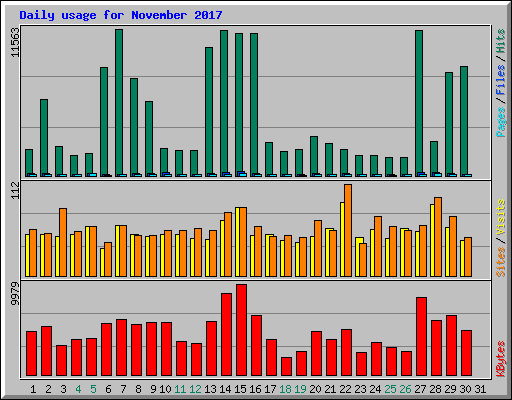 Daily usage for November 2017
11563
Pages / Files / Hits
112
Sites / Visits
9979
KBytes
1 2 3 4 5 6 7 8 9 10 11 12 13 14 15 16 17 18 19 20 21 22 23 24 25 26 27 28 29 30 31